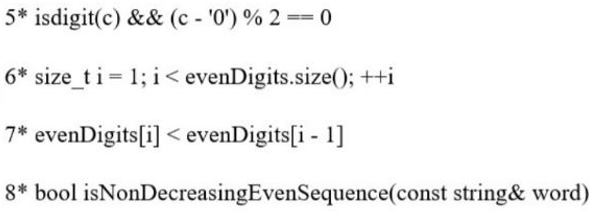 5* isdigit(c) && (c - '0') % 2 == 0
6* size_t i = 1; i < evenDigits.size(); ++i
7* evenDigits[i] < evenDigits[i - 1]
8* bool isNonDecreasingEvenSequence(const string& word)